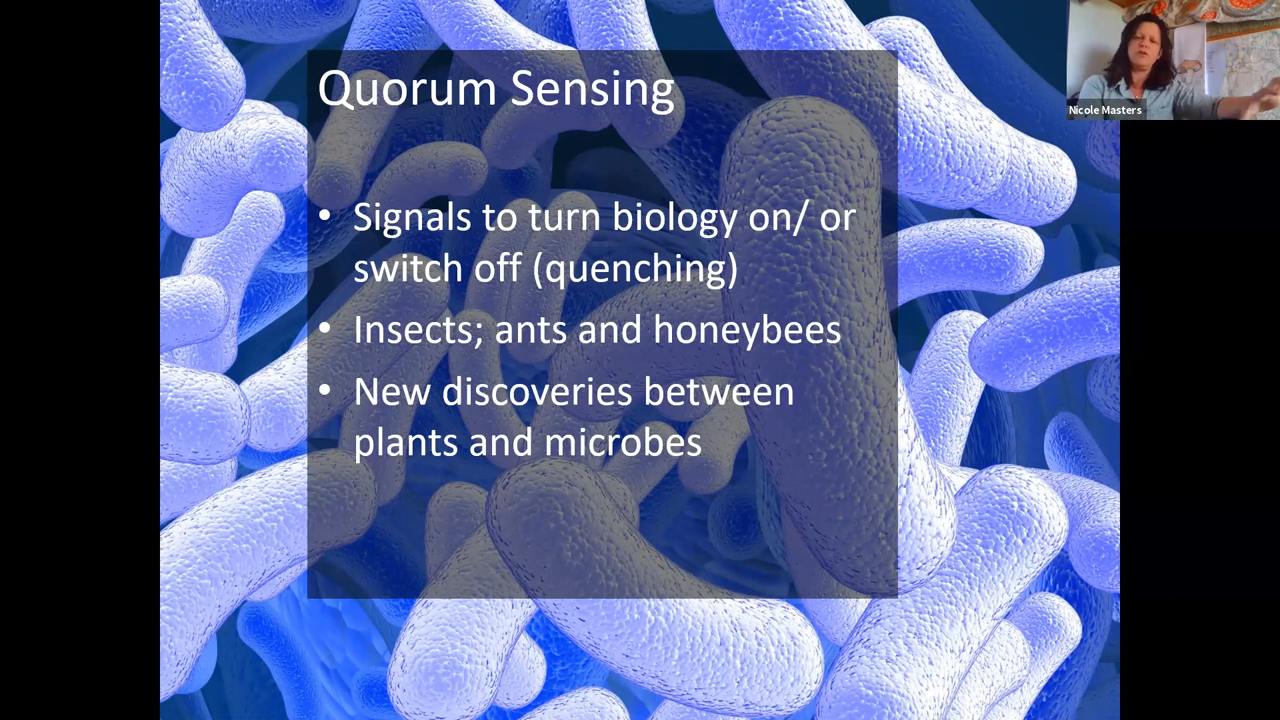 Quorum Sensing
Nicole Masters
• Signals to turn biology on/ or
switch off (quenching)
• Insects; ants and honeybees
• New discoveries between
plants and microbes